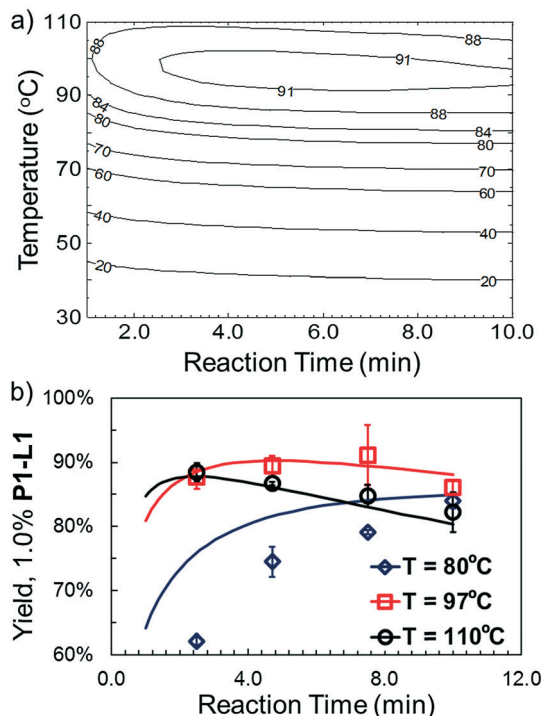 a)
110
90
70
50
30
Temperature (°C)
88
88
91
91
88
84
84
80
80
70
70
60
60
40
40
20
20
2.0 4.0 6.0 8.0 10.0
Reaction Time (min)
b)
100%
90%
80%
70%
60%
Yield, 1.0% P1-L1
T = 80°C
T = 97°C
T = 110°C
0.0 4.0 8.0 12.0
Reaction Time (min)